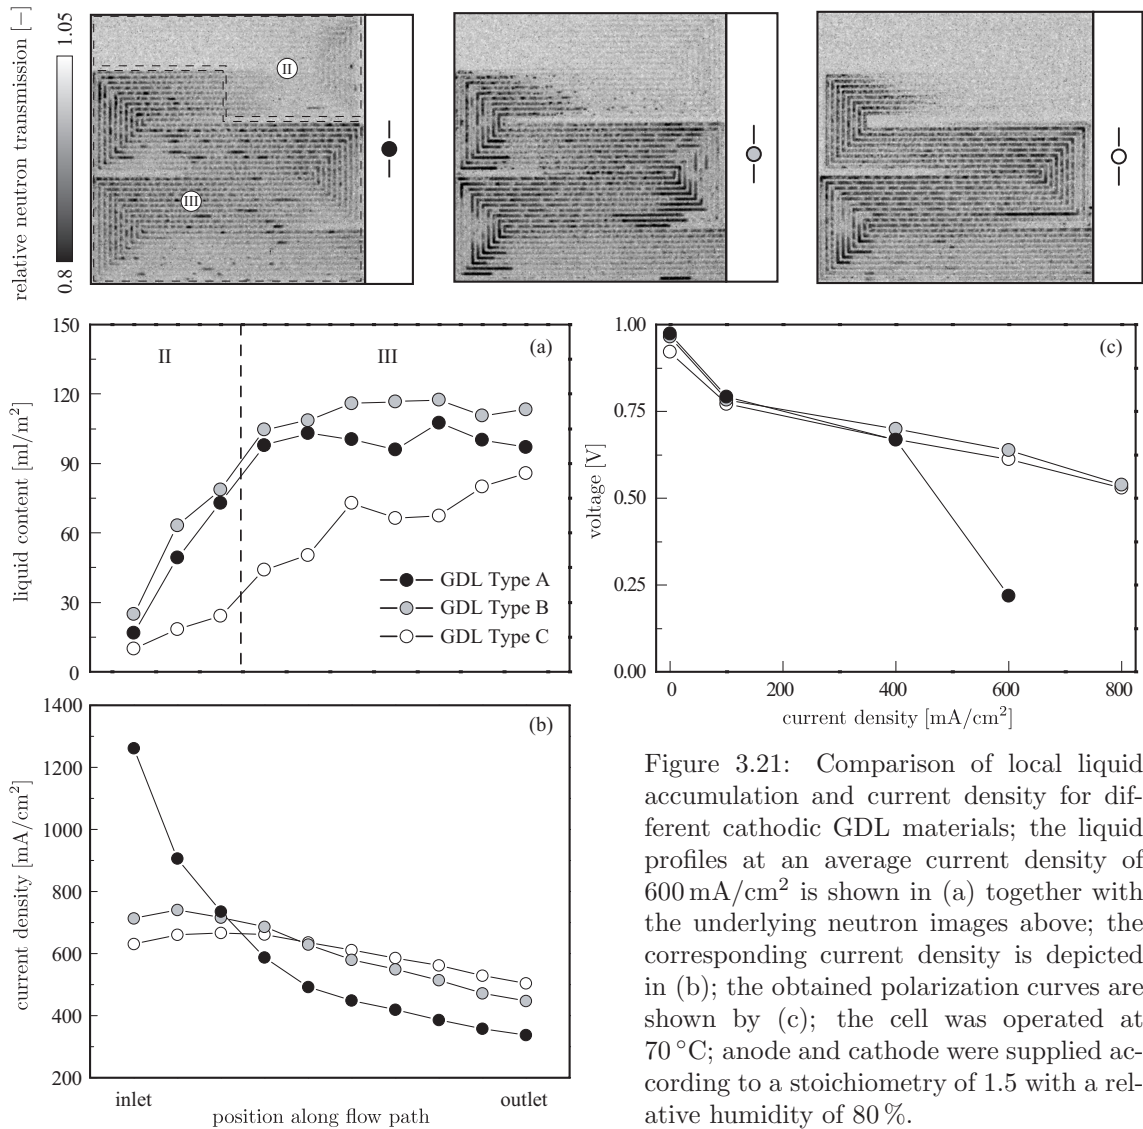 relative neutron transmission [−]
1.05
0.8
II
III
150
120
90
60
30
0
liquid content [ml/m²]
II
III
(a)
GDL Type A
GDL Type B
GDL Type C
1.00
0.75
0.50
0.25
0.00
voltage [V]
(c)
0
200
400
600
800
current density [mA/cm²]
1400
1200
1000
800
600
400
200
current density [mA/cm²]
(b)
inlet
outlet
position along flow path
Figure 3.21: Comparison of local liquid
accumulation and current density for dif-
ferent cathodic GDL materials; the liquid
profiles at an average current density of
600 mA/cm² is shown in (a) together with
the underlying neutron images above; the
corresponding current density is depicted
in (b); the obtained polarization curves are
shown by (c); the cell was operated at
70 °C; anode and cathode were supplied ac-
cording to a stoichiometry of 1.5 with a rel-
ative humidity of 80 %.